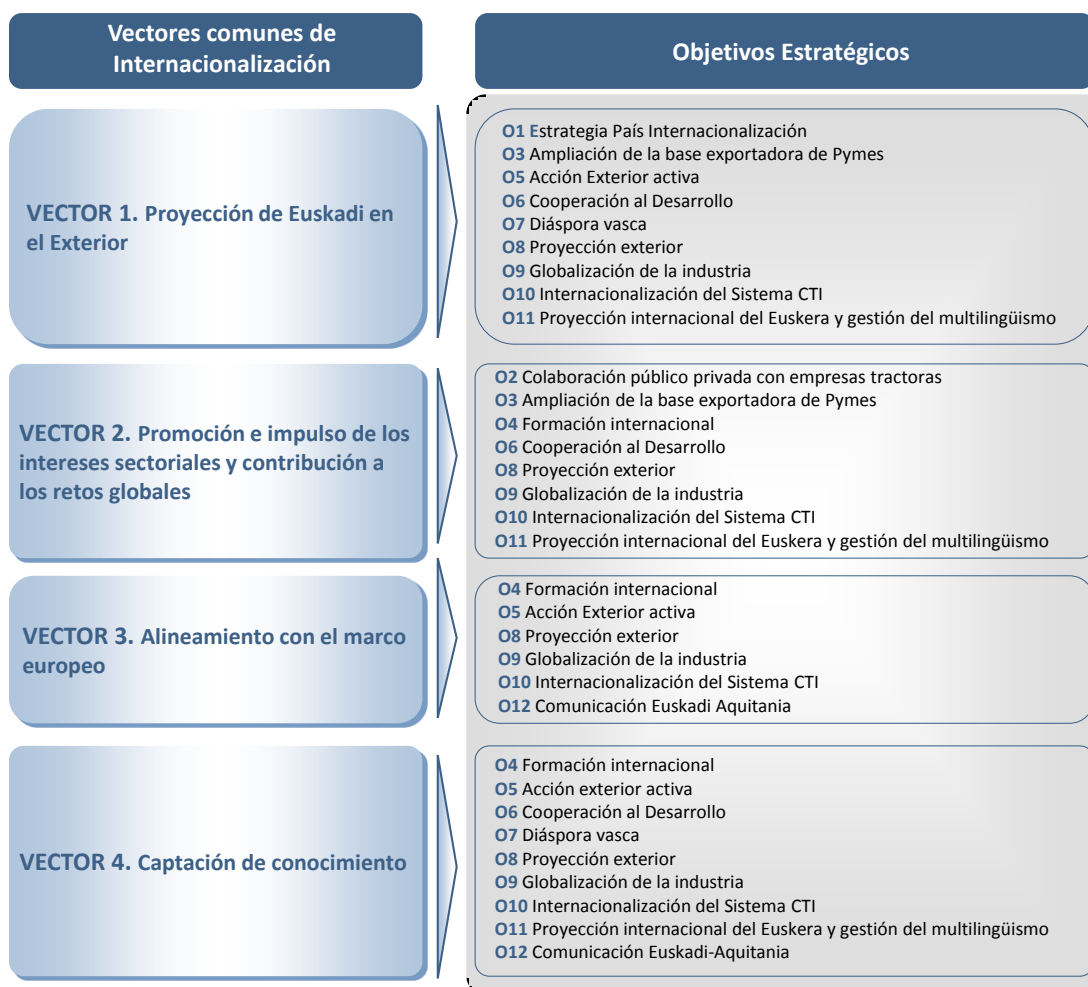 Vectores comunes de
Internacionalización
Objetivos Estratégicos
VECTOR 1. Proyección de Euskadi en
el Exterior
O1 Estrategia País Internacionalización
O3 Ampliación de la base exportadora de Pymes
O5 Acción Exterior activa
O6 Cooperación al Desarrollo
O7 Diáspora vasca
O8 Proyección exterior
O9 Globalización de la industria
O10 Internacionalización del Sistema CTI
O11 Proyección internacional del Euskera y gestión del multilingüismo
VECTOR 2. Promoción e impulso de los
intereses sectoriales y contribución a
los retos globales
O2 Colaboración público privada con empresas tractoras
O3 Ampliación de la base exportadora de Pymes
O4 Formación internacional
O6 Cooperación al Desarrollo
O8 Proyección exterior
O9 Globalización de la industria
O10 Internacionalización del Sistema CTI
O11 Proyección internacional del Euskera y gestión del multilingüismo
VECTOR 3. Alineamiento con el marco
europeo
O4 Formación internacional
O5 Acción Exterior activa
O8 Proyección exterior
O9 Globalización de la industria
O10 Internacionalización del Sistema CTI
O12 Comunicación Euskadi Aquitania
VECTOR 4. Captación de conocimiento
O4 Formación internacional
O5 Acción exterior activa
O6 Cooperación al Desarrollo
O7 Diáspora vasca
O8 Proyección exterior
O9 Globalización de la industria
O10 Internacionalización del Sistema CTI
O11 Proyección internacional del Euskera y gestión del multilingüismo
O12 Comunicación Euskadi-Aquitania